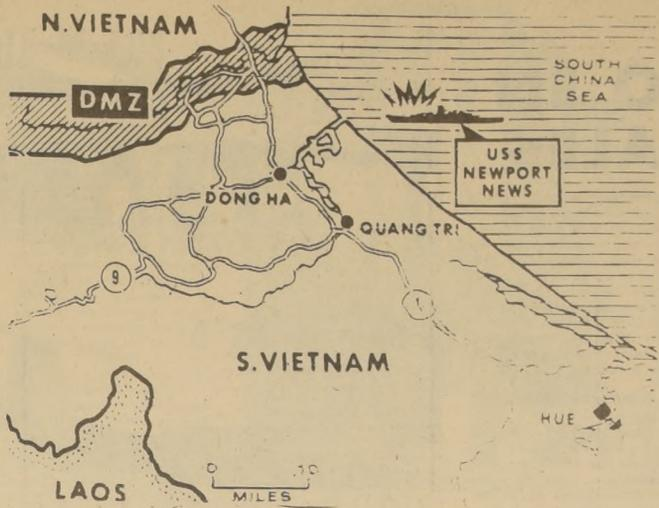 N. VIETNAM
DMZ
SOUTH
CHINA
SEA
USS
NEWPORT
NEWS
DONG HA
QUANG TRI
9
1
S. VIETNAM
HUE
LAOS
0 10
MILES